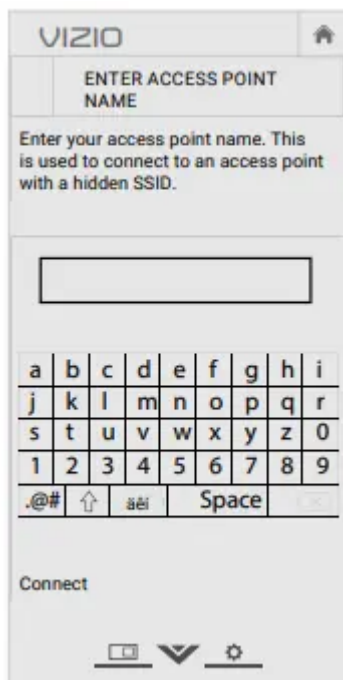 VIZIO
ENTER ACCESS POINT
NAME
Enter your access point name. This
is used to connect to an access point
with a hidden SSID.
a b c d e f g h i
j k l m n o p q r
s t u v w x y z 0
1 2 3 4 5 6 7 8 9
.@# äêí Space
Connect